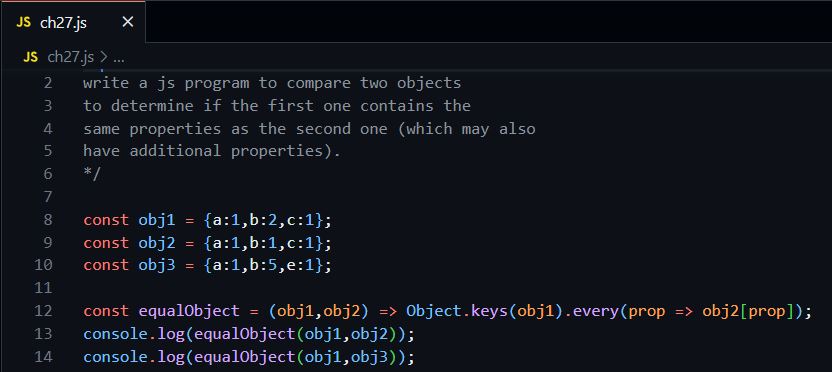 JS ch27.js ×
JS ch27.js > ...
2 write a js program to compare two objects
3 to determine if the first one contains the
4 same properties as the second one (which may also
5 have additional properties).
6 */
7
8 const obj1 = {a:1,b:2,c:1};
9 const obj2 = {a:1,b:1,c:1};
10 const obj3 = {a:1,b:5,e:1};
11
12 const equalObject = (obj1,obj2) => Object.keys(obj1).every(prop => obj2[prop]);
13 console.log(equalObject(obj1,obj2));
14 console.log(equalObject(obj1,obj3));